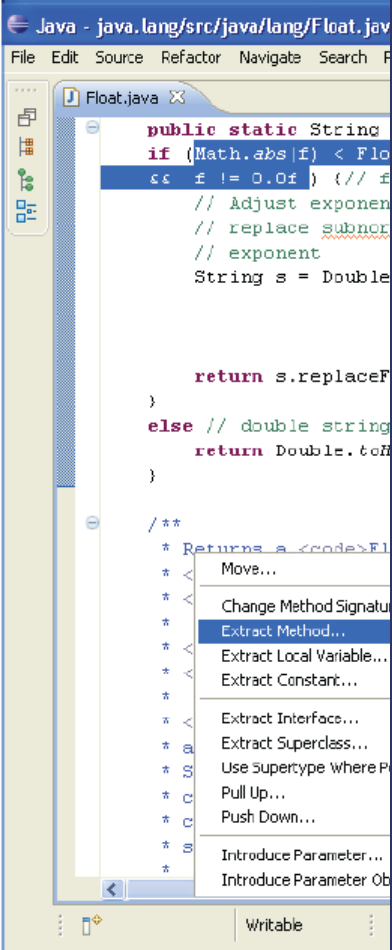 Java - java.lang/src/java/lang/Float.jav
File Edit Source Refactor Navigate Search
Float.java
public static String
if (Math.abs|f) < Flo
&& f != 0.0f ) {// f
// Adjust exponen
// replace subnor
// exponent
String s = Double
return s.replaceF
}
else // double string
return Double.toH
}
/**
* Returns a <code>Fl
* <
* <
*
* <
* <
*
* <
* a
* S
* c
* c
* s
*
Move...
Change Method Signatu
Extract Method...
Extract Local Variable...
Extract Constant...
Extract Interface...
Extract Superclass...
Use Supertype Where P
Pull Up...
Push Down...
Introduce Parameter...
Introduce Parameter Ob
Writable